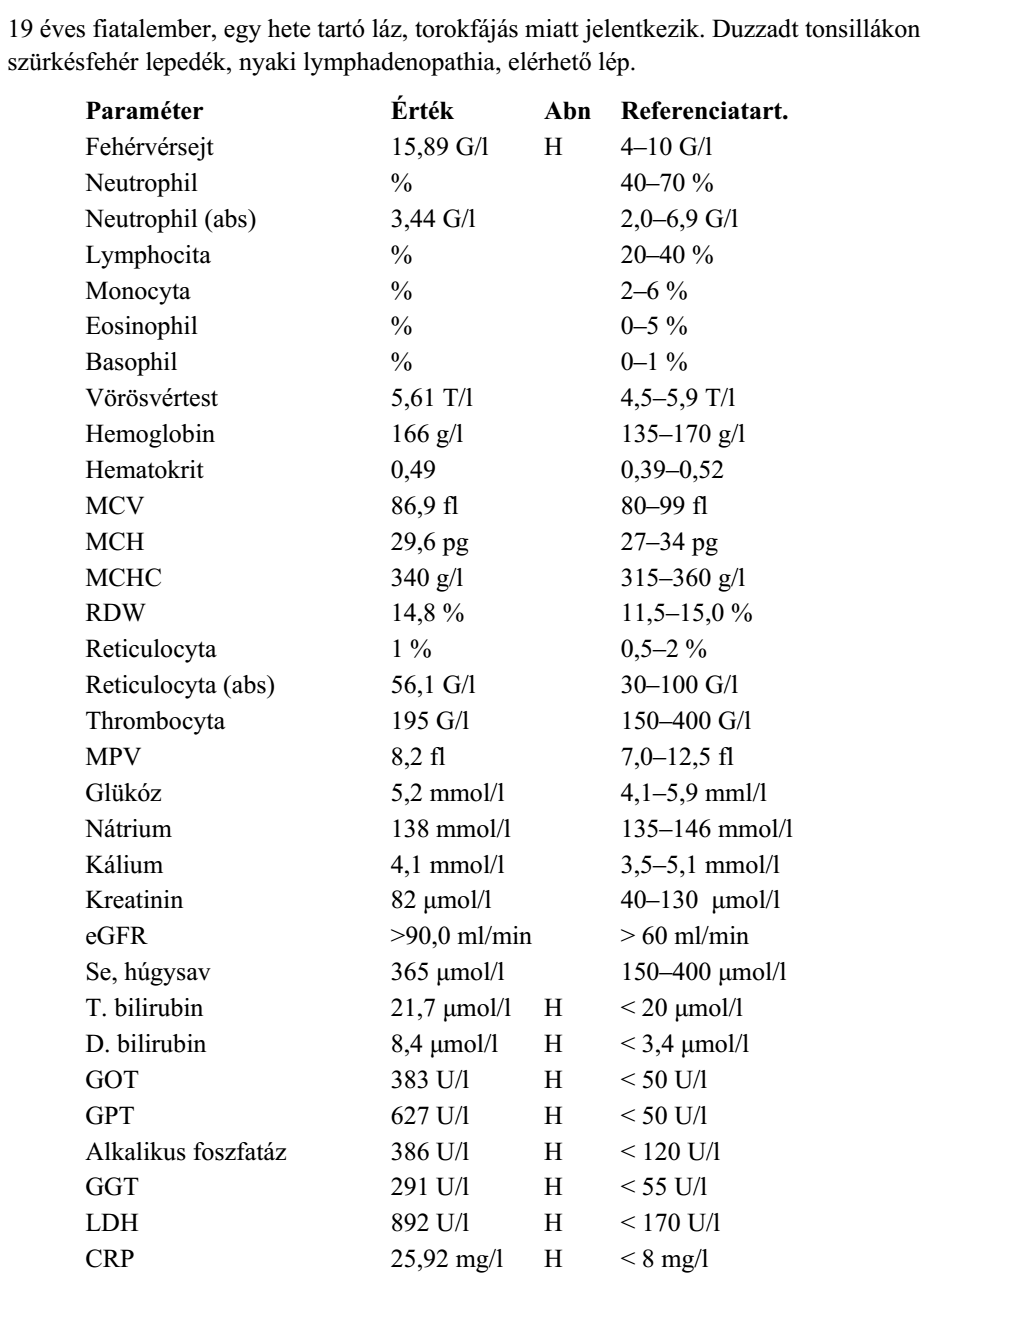 19 éves fiatalember, egy hete tartó láz, torokfájás miatt jelentkezik. Duzzadt tonsillákon
szürkésfehér lepedék, nyaki lymphadenopathia, elérhető lép.
Paraméter Érték Abn Referenciatart.
Fehérvérsejt 15,89 G/l H 4–10 G/l
Neutrophil % 40–70 %
Neutrophil (abs) 3,44 G/l 2,0–6,9 G/l
Lymphocita % 20–40 %
Monocyta % 2–6 %
Eosinophil % 0–5 %
Basophil % 0–1 %
Vörösvértest 5,61 T/l 4,5–5,9 T/l
Hemoglobin 166 g/l 135–170 g/l
Hematokrit 0,49 0,39–0,52
MCV 86,9 fl 80–99 fl
MCH 29,6 pg 27–34 pg
MCHC 340 g/l 315–360 g/l
RDW 14,8 % 11,5–15,0 %
Reticulocyta 1 % 0,5–2 %
Reticulocyta (abs) 56,1 G/l 30–100 G/l
Thrombocyta 195 G/l 150–400 G/l
MPV 8,2 fl 7,0–12,5 fl
Glükóz 5,2 mmol/l 4,1–5,9 mml/l
Nátrium 138 mmol/l 135–146 mmol/l
Kálium 4,1 mmol/l 3,5–5,1 mmol/l
Kreatinin 82 μmol/l 40–130 μmol/l
eGFR >90,0 ml/min > 60 ml/min
Se, húgysav 365 μmol/l 150–400 μmol/l
T. bilirubin 21,7 μmol/l H < 20 μmol/l
D. bilirubin 8,4 μmol/l H < 3,4 μmol/l
GOT 383 U/l H < 50 U/l
GPT 627 U/l H < 50 U/l
Alkalikus foszfatáz 386 U/l H < 120 U/l
GGT 291 U/l H < 55 U/l
LDH 892 U/l H < 170 U/l
CRP 25,92 mg/l H < 8 mg/l